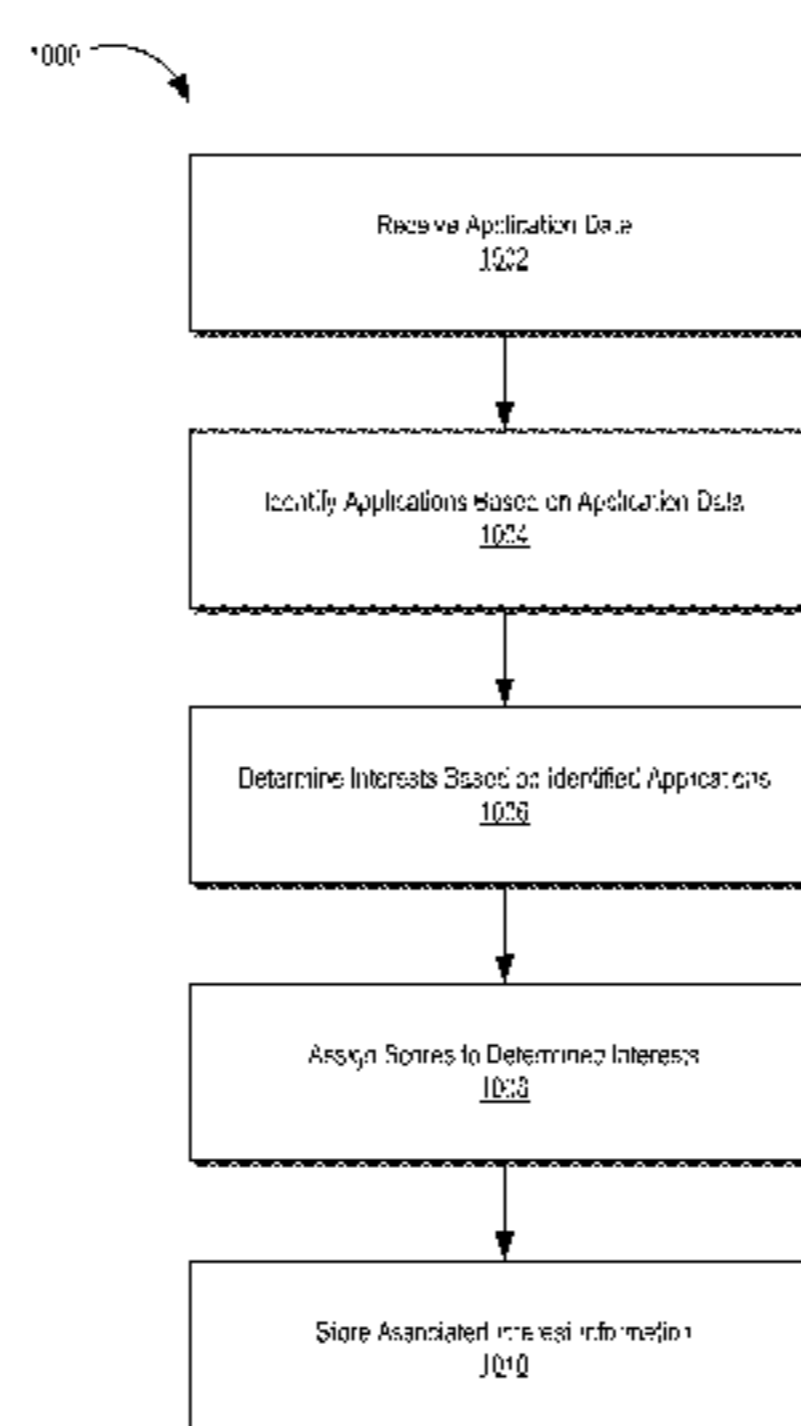 1000
Receive Application Data
1002
Identify Applications Based on Application Data
1004
Determine Interests Based on Identified Applications
1006
Assign Scores to Determined Interests
1008
Store Associated Interest Information
1010